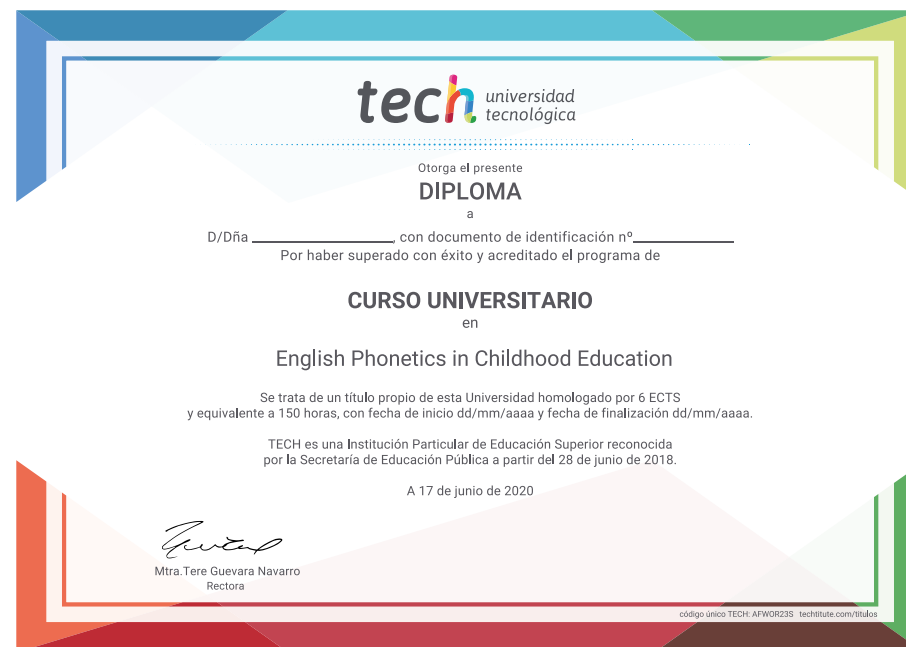 tech universidad
tecnológica
Otorga el presente
DIPLOMA
a
D/Dña ____________________, con documento de identificación nº______________
Por haber superado con éxito y acreditado el programa de
CURSO UNIVERSITARIO
en
English Phonetics in Childhood Education
Se trata de un título propio de esta Universidad homologado por 6 ECTS
y equivalente a 150 horas, con fecha de inicio dd/mm/aaaa y fecha de finalización dd/mm/aaaa.
TECH es una Institución Particular de Educación Superior reconocida
por la Secretaría de Educación Pública a partir del 28 de junio de 2018.
A 17 de junio de 2020
Mtra.Tere Guevara Navarro
Rectora
código único TECH: AFWOR23S techtitute.com/titulos